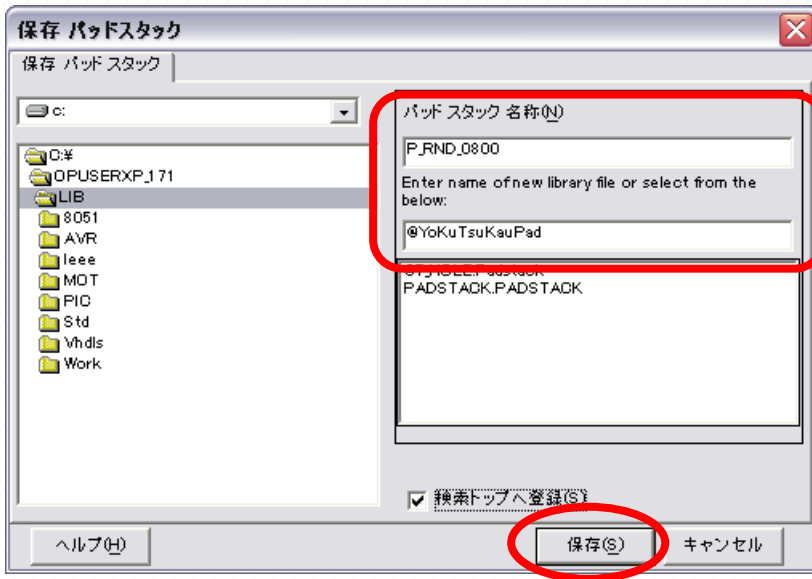 保存 パッドスタック
保存 パッド スタック
c:
C:¥
OPUSERXP_171
LIB
8051
AVR
Ieee
MOT
PIC
Std
Vhdls
Work
パッド スタック 名称(N)
P_RND_0800
Enter name of new library file or select from the
below:
@YoKuTsuKauPad
PADSTACK.PADSTACK
検索トップへ登録(S)
ヘルプ(H)
保存(S)
キャンセル